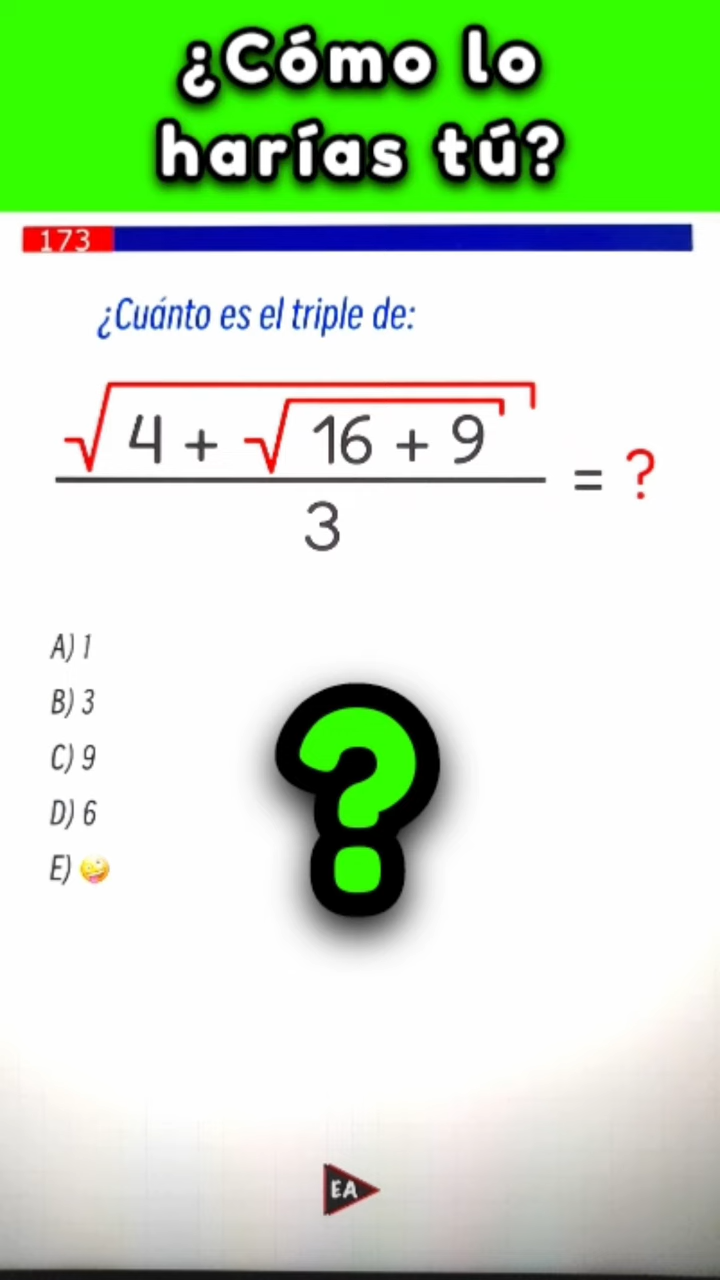 ¿Cómo lo
harías tú?
173
¿Cuánto es el triple de:
√4 + √16 + 9
3
= ?
A) 1
B) 3
C) 9
D) 6
E) 🤪
?
EA